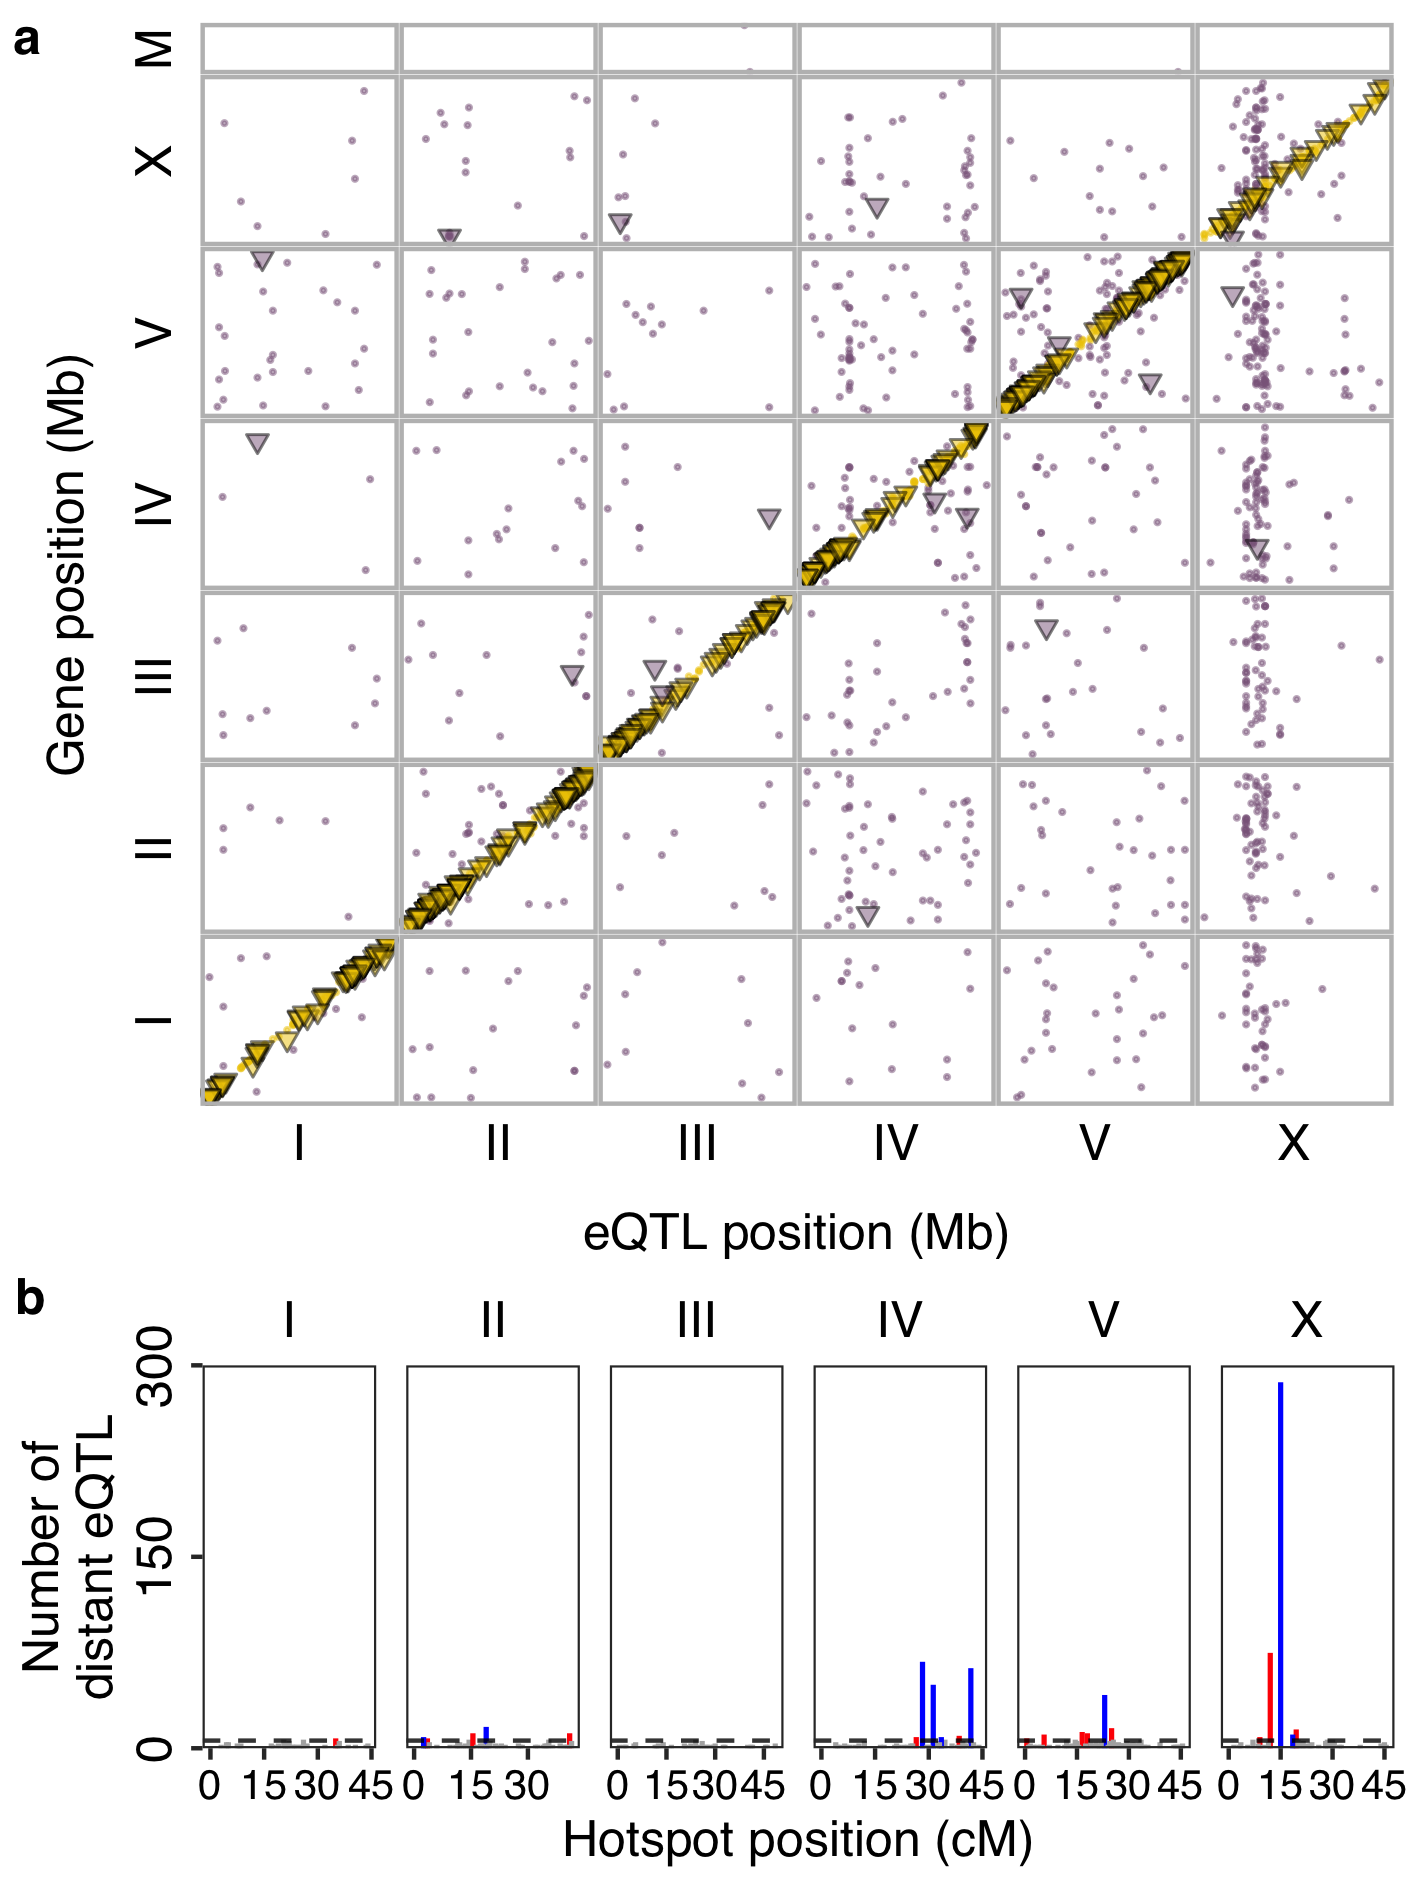 a
M
X
V
IV
III
II
I
Gene position (Mb)
I II III IV V X
eQTL position (Mb)
b
I II III IV V X
300
150
0
Number of
distant eQTL
0 15 30 45 0 15 30 0 15 30 45 0 15 30 45 0 15 30 45 0 15 30 45
Hotspot position (cM)